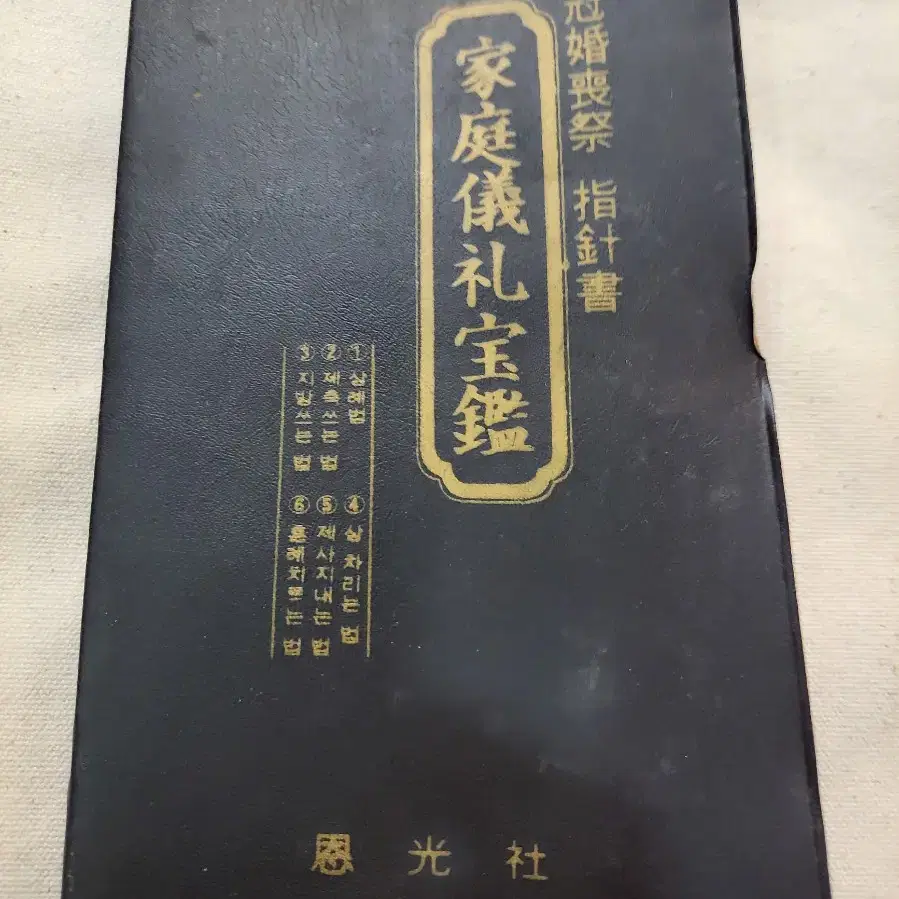 冠婚喪祭 指針書
家庭儀礼宝鑑
① 상례법
② 제축쓰는 법
③ 지방쓰는 법
④ 상 차리는 법
⑤ 제사지내는 법
⑥ 혼례치르는 법
恩光社